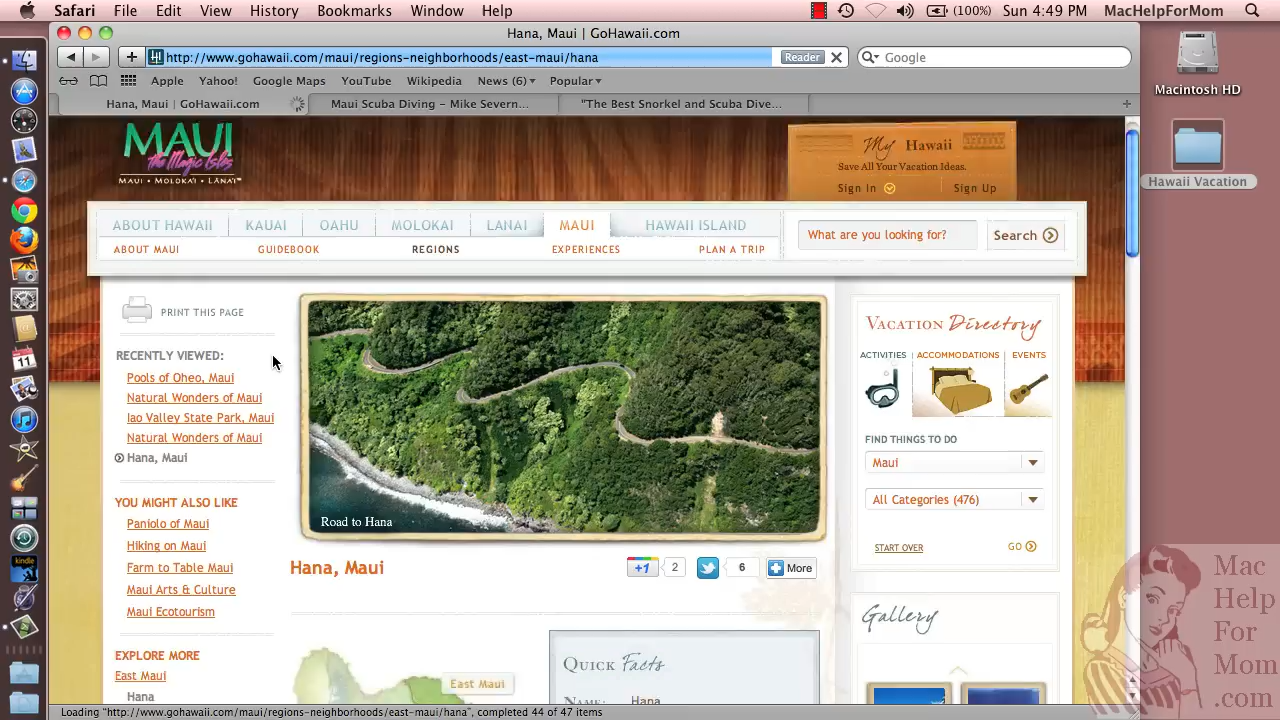 Safari File Edit View History Bookmarks Window Help (100%) Sun 4:49 PM MacHelpForMom
Hana, Maui | GoHawaii.com
http://www.gohawaii.com/maui/regions-neighborhoods/east-maui/hana Reader Google
Apple Yahoo! Google Maps YouTube Wikipedia News (6) Popular
Hana, Maui | GoHawaii.com Maui Scuba Diving – Mike Severn... "The Best Snorkel and Scuba Dive...
Macintosh HD
Hawaii Vacation
MAUI
the Magic Isles
MAUI • MOLOKA'I • LĀNA'I
My Hawaii
Save All Your Vacation Ideas.
Sign In Sign Up
ABOUT HAWAII KAUAI OAHU MOLOKAI LANAI MAUI HAWAII ISLAND
ABOUT MAUI GUIDEBOOK REGIONS EXPERIENCES PLAN A TRIP
What are you looking for? Search
PRINT THIS PAGE
RECENTLY VIEWED:
Pools of Oheo, Maui
Natural Wonders of Maui
Iao Valley State Park, Maui
Natural Wonders of Maui
Hana, Maui
YOU MIGHT ALSO LIKE
Paniolo of Maui
Hiking on Maui
Farm to Table Maui
Maui Arts & Culture
Maui Ecotourism
EXPLORE MORE
East Maui
Hana
Road to Hana
Hana, Maui
+1 2 6 More
East Maui
Quick Facts
Name: Hana
Vacation Directory
ACTIVITIES ACCOMMODATIONS EVENTS
FIND THINGS TO DO
Maui
All Categories (476)
START OVER GO
Gallery
11
kindle
Mac
Help
For
Mom
.com
Loading "http://www.gohawaii.com/maui/regions-neighborhoods/east-maui/hana", completed 44 of 47 items